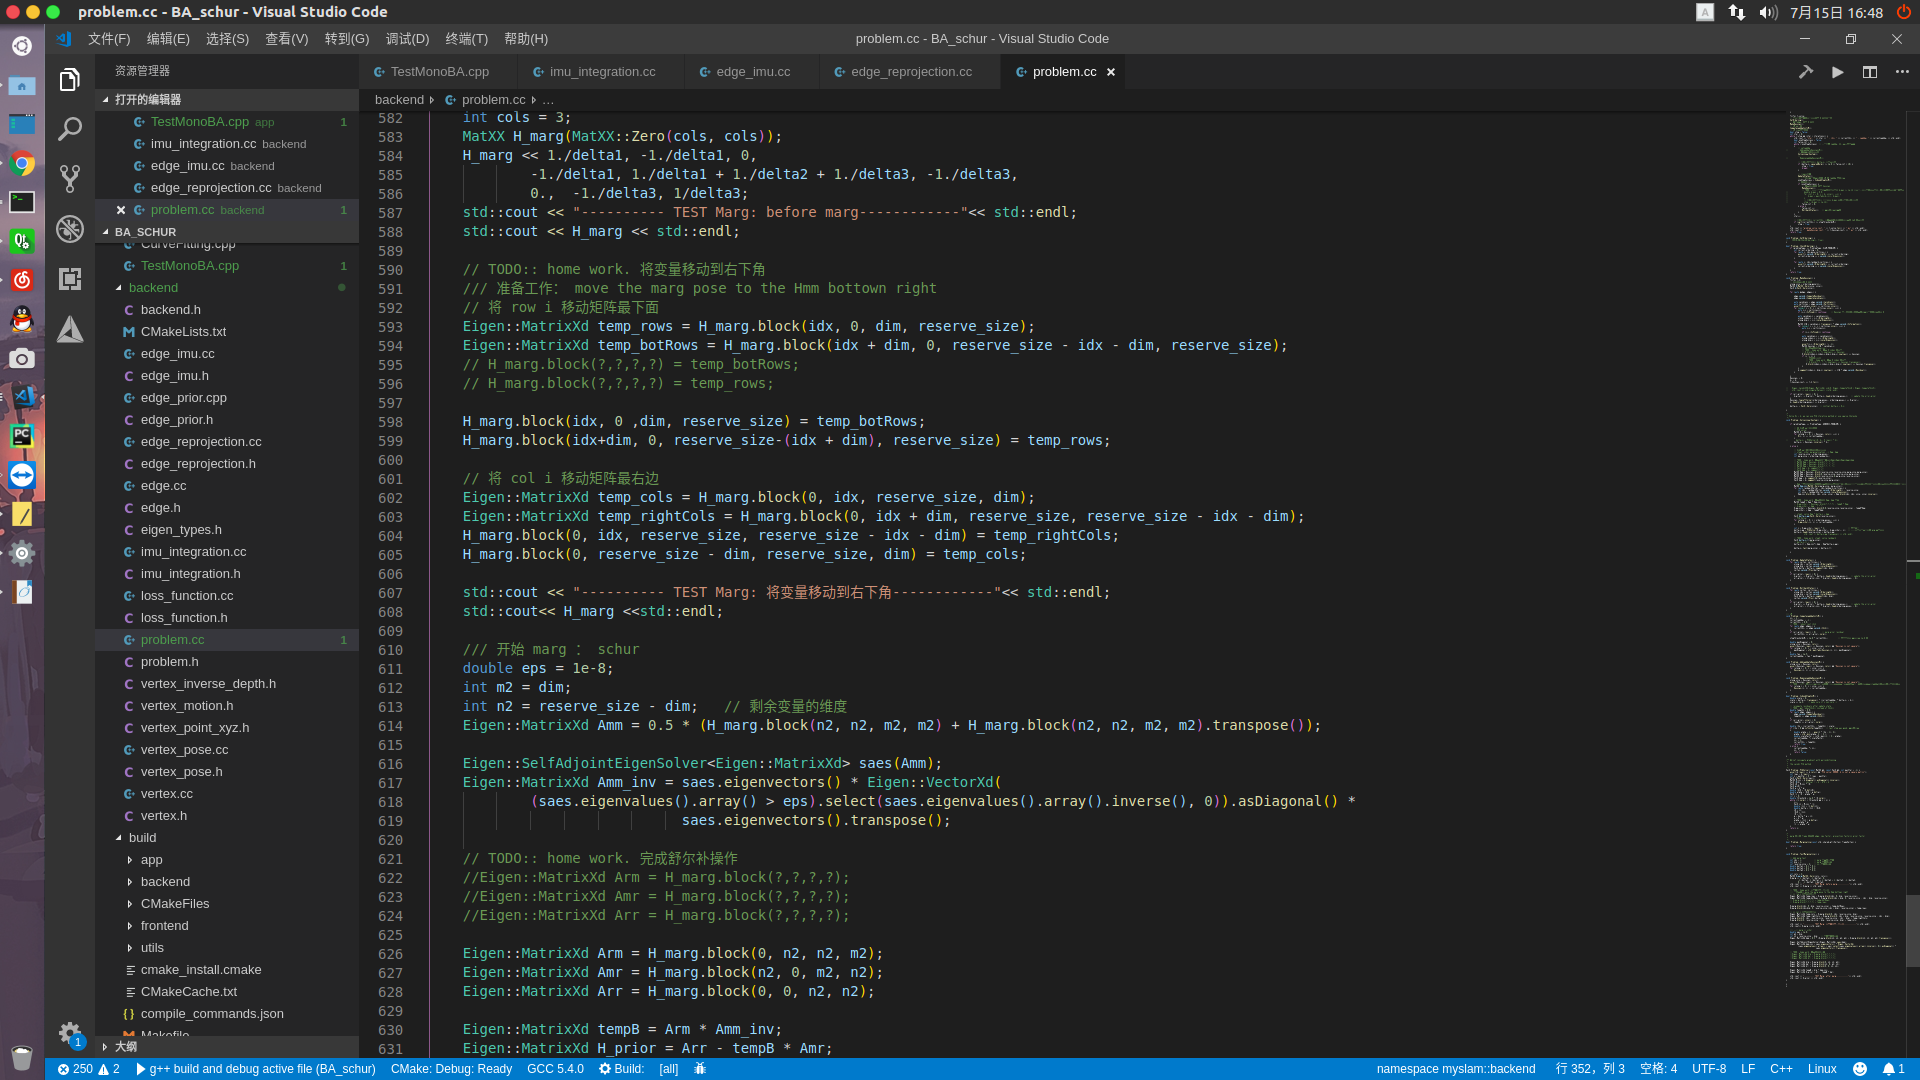 problem.cc - BA_schur - Visual Studio Code
7月15日 16:48
文件(F) 编辑(E) 选择(S) 查看(V) 转到(G) 调试(D) 终端(T) 帮助(H)
problem.cc - BA_schur - Visual Studio Code
资源管理器
TestMonoBA.cpp imu_integration.cc edge_imu.cc edge_reprojection.cc problem.cc
打开的编辑器
backend problem.cc …
TestMonoBA.cpp app 1
imu_integration.cc backend
edge_imu.cc backend
edge_reprojection.cc backend
problem.cc backend 1
BA_SCHUR
CurveFitting.cpp
TestMonoBA.cpp 1
backend
backend.h
CMakeLists.txt
edge_imu.cc
edge_imu.h
edge_prior.cpp
edge_prior.h
edge_reprojection.cc
edge_reprojection.h
edge.cc
edge.h
eigen_types.h
imu_integration.cc
imu_integration.h
loss_function.cc
loss_function.h
problem.cc 1
problem.h
vertex_inverse_depth.h
vertex_motion.h
vertex_point_xyz.h
vertex_pose.cc
vertex_pose.h
vertex.cc
vertex.h
build
app
backend
CMakeFiles
frontend
utils
cmake_install.cmake
CMakeCache.txt
compile_commands.json
Makefile
大纲
582 int cols = 3;
583 MatXX H_marg(MatXX::Zero(cols, cols));
584 H_marg << 1./delta1, -1./delta1, 0,
585 -1./delta1, 1./delta1 + 1./delta2 + 1./delta3, -1./delta3,
586 0., -1./delta3, 1/delta3;
587 std::cout << "---------- TEST Marg: before marg------------"<< std::endl;
588 std::cout << H_marg << std::endl;
589
590 // TODO:: home work. 将变量移动到右下角
591 /// 准备工作： move the marg pose to the Hmm bottown right
592 // 将 row i 移动矩阵最下面
593 Eigen::MatrixXd temp_rows = H_marg.block(idx, 0, dim, reserve_size);
594 Eigen::MatrixXd temp_botRows = H_marg.block(idx + dim, 0, reserve_size - idx - dim, reserve_size);
595 // H_marg.block(?,?,?,?) = temp_botRows;
596 // H_marg.block(?,?,?,?) = temp_rows;
597
598 H_marg.block(idx, 0 ,dim, reserve_size) = temp_botRows;
599 H_marg.block(idx+dim, 0, reserve_size-(idx + dim), reserve_size) = temp_rows;
600
601 // 将 col i 移动矩阵最右边
602 Eigen::MatrixXd temp_cols = H_marg.block(0, idx, reserve_size, dim);
603 Eigen::MatrixXd temp_rightCols = H_marg.block(0, idx + dim, reserve_size, reserve_size - idx - dim);
604 H_marg.block(0, idx, reserve_size, reserve_size - idx - dim) = temp_rightCols;
605 H_marg.block(0, reserve_size - dim, reserve_size, dim) = temp_cols;
606
607 std::cout << "---------- TEST Marg: 将变量移动到右下角------------"<< std::endl;
608 std::cout<< H_marg <<std::endl;
609
610 /// 开始 marg ： schur
611 double eps = 1e-8;
612 int m2 = dim;
613 int n2 = reserve_size - dim; // 剩余变量的维度
614 Eigen::MatrixXd Amm = 0.5 * (H_marg.block(n2, n2, m2, m2) + H_marg.block(n2, n2, m2, m2).transpose());
615
616 Eigen::SelfAdjointEigenSolver<Eigen::MatrixXd> saes(Amm);
617 Eigen::MatrixXd Amm_inv = saes.eigenvectors() * Eigen::VectorXd(
618 (saes.eigenvalues().array() > eps).select(saes.eigenvalues().array().inverse(), 0)).asDiagonal() *
619 saes.eigenvectors().transpose();
620
621 // TODO:: home work. 完成舒尔补操作
622 //Eigen::MatrixXd Arm = H_marg.block(?,?,?,?);
623 //Eigen::MatrixXd Amr = H_marg.block(?,?,?,?);
624 //Eigen::MatrixXd Arr = H_marg.block(?,?,?,?);
625
626 Eigen::MatrixXd Arm = H_marg.block(0, n2, n2, m2);
627 Eigen::MatrixXd Amr = H_marg.block(n2, 0, m2, n2);
628 Eigen::MatrixXd Arr = H_marg.block(0, 0, n2, n2);
629
630 Eigen::MatrixXd tempB = Arm * Amm_inv;
631 Eigen::MatrixXd H_prior = Arr - tempB * Amr;
1
250 2 g++ build and debug active file (BA_schur) CMake: Debug: Ready GCC 5.4.0 Build: [all] namespace myslam::backend 行 352，列 3 空格: 4 UTF-8 LF C++ Linux 1